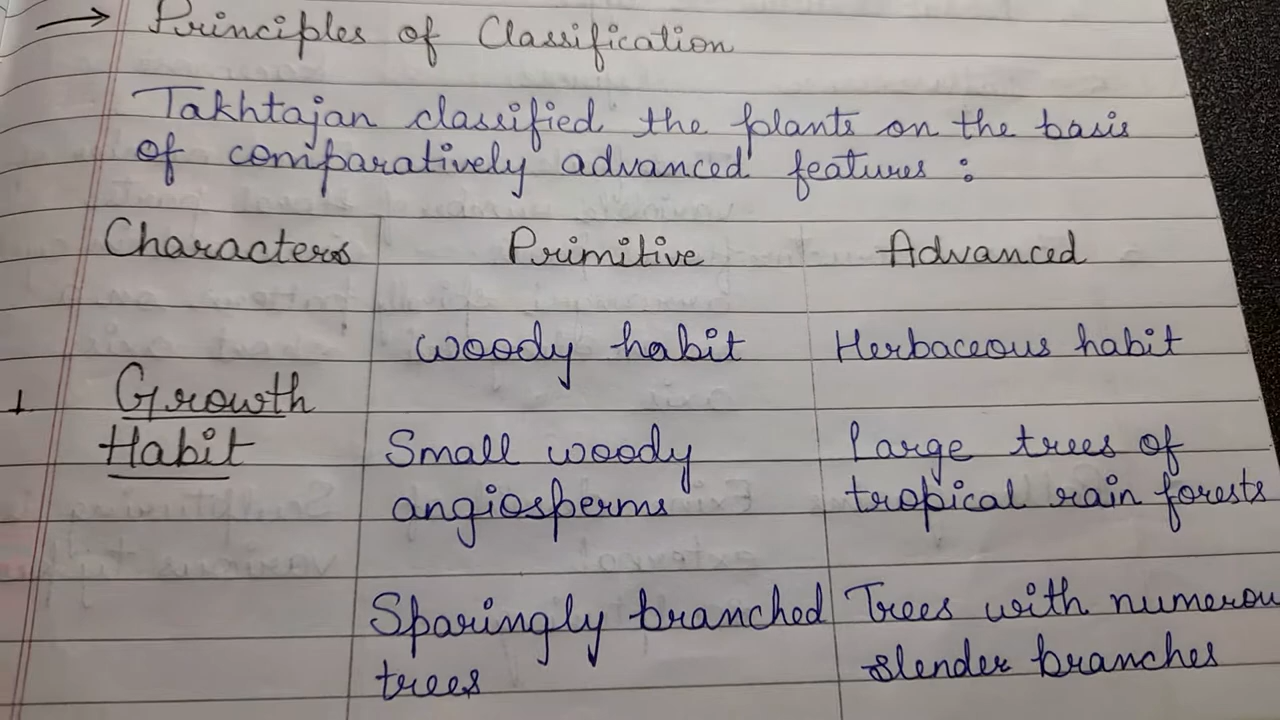 → Principles of Classification
Takhtajan classified the plants on the basis
of comparatively advanced features :
Characters Primitive Advanced
woody habit Herbaceous habit
1 Growth
Habit Small woody Large trees of
angiosperms tropical rain forests
Sparingly branched Trees with numerou
trees slender branches